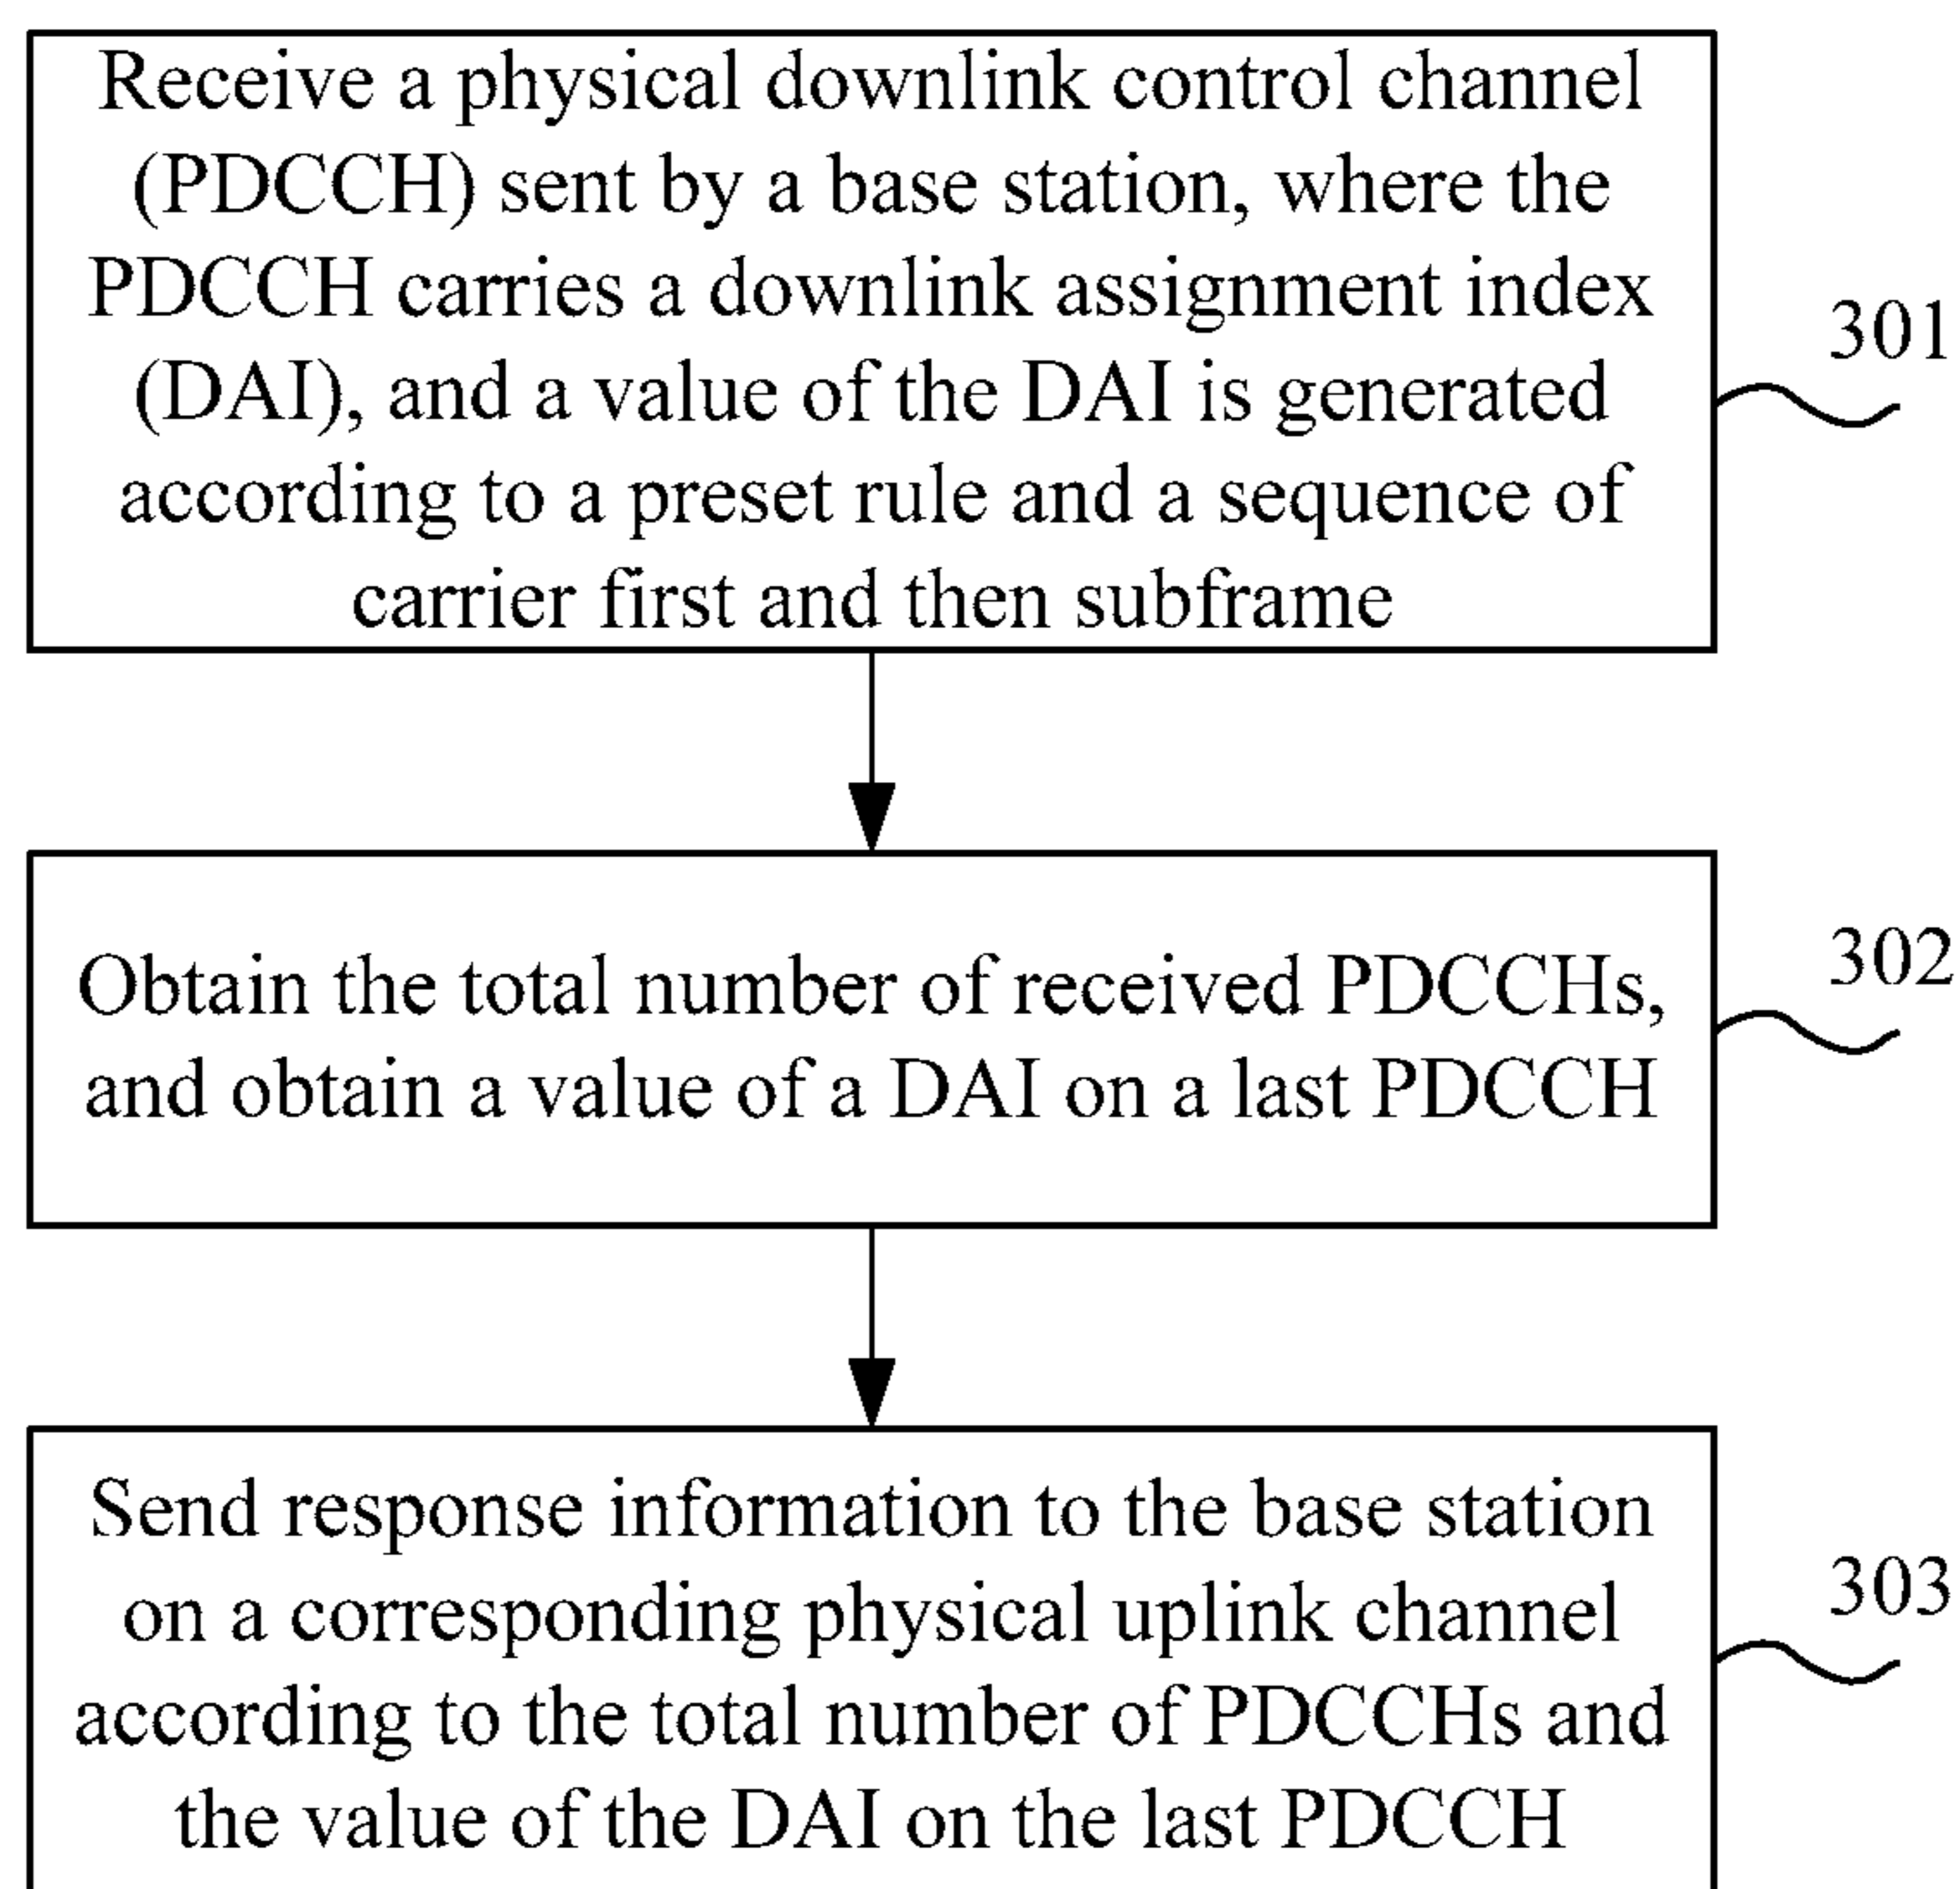 Receive a physical downlink control channel
(PDCCH) sent by a base station, where the
PDCCH carries a downlink assignment index
(DAI), and a value of the DAI is generated
according to a preset rule and a sequence of
carrier first and then subframe
301
Obtain the total number of received PDCCHs,
and obtain a value of a DAI on a last PDCCH
302
Send response information to the base station
on a corresponding physical uplink channel
according to the total number of PDCCHs and
the value of the DAI on the last PDCCH
303